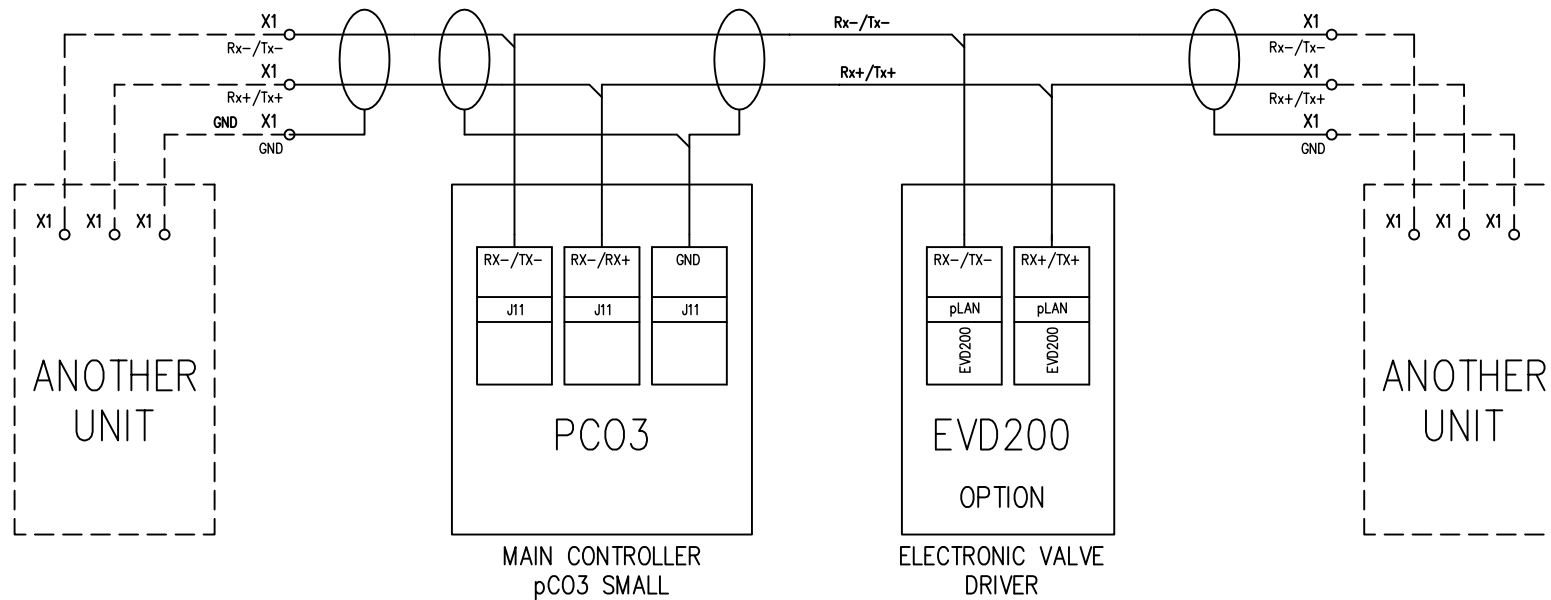 X1
Rx-/Tx-
X1
Rx+/Tx+
GND
X1
GND
Rx-/Tx-
Rx+/Tx+
X1
Rx-/Tx-
X1
Rx+/Tx+
X1
GND
X1
X1
X1
X1
X1
X1
RX-/TX-
RX-/RX+
GND
J11
J11
J11
RX-/TX-
RX+/TX+
pLAN
pLAN
EVD200
EVD200
ANOTHER
UNIT
PCO3
EVD200
OPTION
ANOTHER
UNIT
MAIN CONTROLLER
pCO3 SMALL
ELECTRONIC VALVE
DRIVER